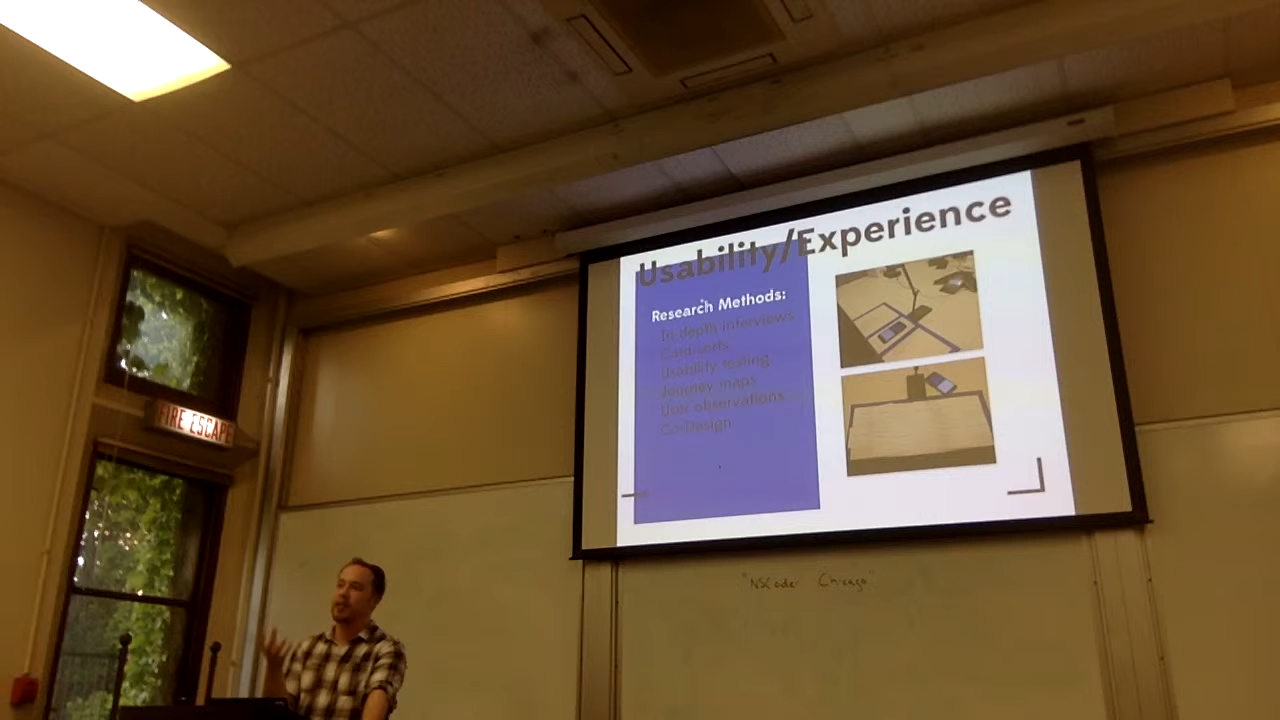 Usability/Experience
Research Methods:
In-depth interviews
Card-sorts
Usability testing
Journey maps
User observations
Co-Design
FIRE ESCAPE
"NSCoder Chicago"